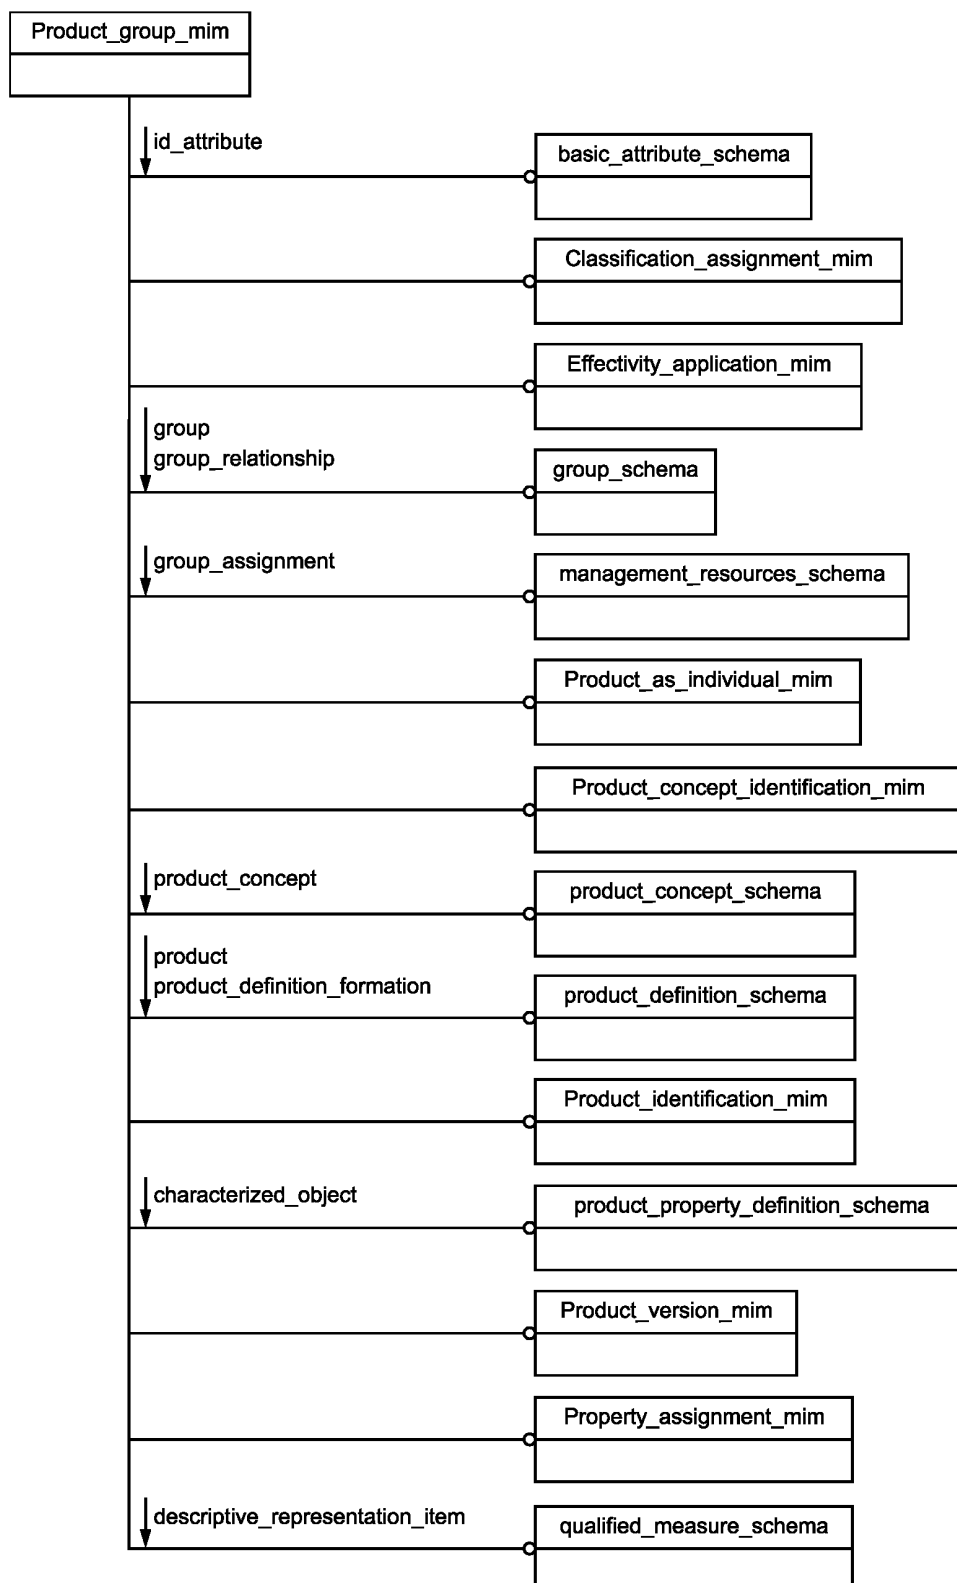 Product_group_mim
id_attribute
basic_attribute_schema
Classification_assignment_mim
Effectivity_application_mim
group
group_relationship
group_schema
group_assignment
management_resources_schema
Product_as_individual_mim
Product_concept_identification_mim
product_concept
product_concept_schema
product
product_definition_formation
product_definition_schema
Product_identification_mim
characterized_object
product_property_definition_schema
Product_version_mim
Property_assignment_mim
descriptive_representation_item
qualified_measure_schema